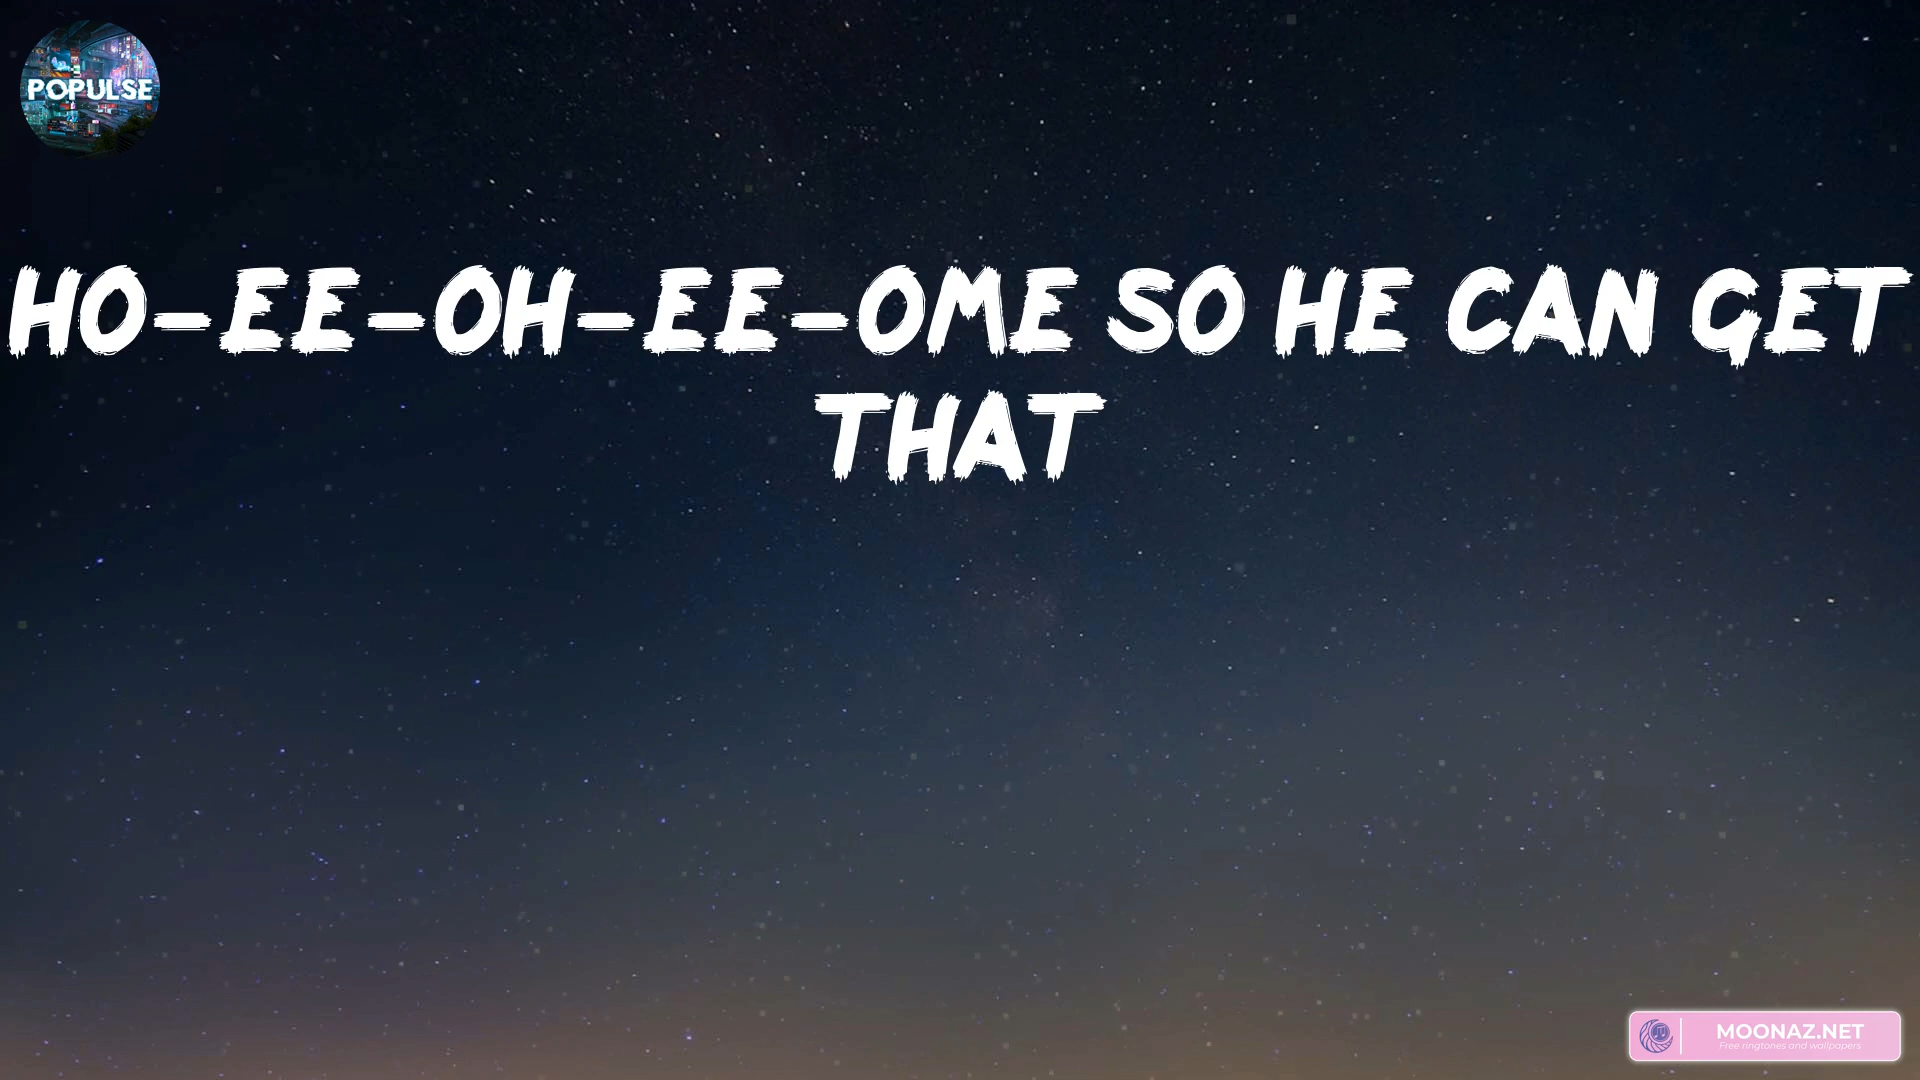 POPULSE
HO-EE-OH-EE-OME SO HE CAN GET
THAT
MOONAZ.NET
Free ringtones and wallpapers